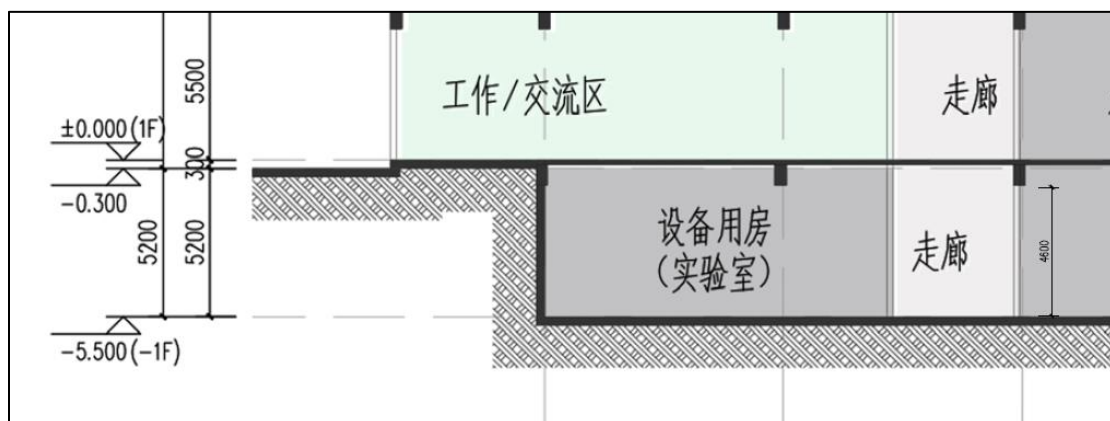 5500
工作/交流区
走廊
±0.000(1F)
300
-0.300
5200
5200
设备用房
(实验室)
走廊
4600
-5.500(-1F)